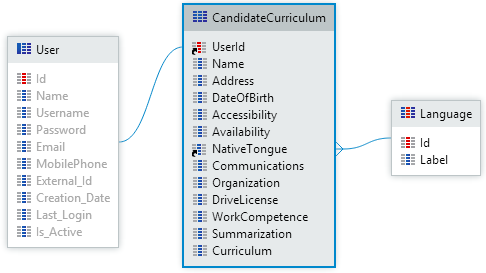 User
Id
Name
Username
Password
Email
MobilePhone
External_Id
Creation_Date
Last_Login
Is_Active
CandidateCurriculum
UserId
Name
Address
DateOfBirth
Accessibility
Availability
NativeTongue
Communications
Organization
DriveLicense
WorkCompetence
Summarization
Curriculum
Language
Id
Label